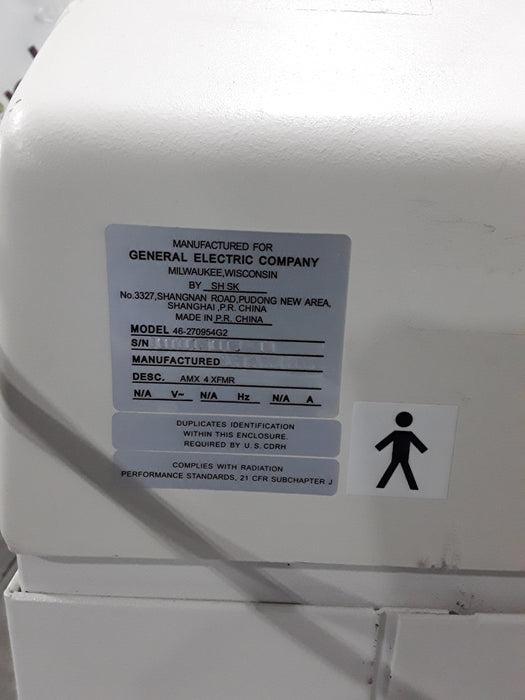 MANUFACTURED FOR
GENERAL ELECTRIC COMPANY
MILWAUKEE,WISCONSIN
BY SH SK
No.3327,SHANGNAN ROAD,PUDONG NEW AREA,
SHANGHAI ,P.R. CHINA
MADE IN P.R. CHINA
MODEL 46-270954G2
S/N
MANUFACTURED
DESC. AMX 4 XFMR
N/A V~ N/A Hz N/A A
DUPLICATES IDENTIFICATION
WITHIN THIS ENCLOSURE.
REQUIRED BY U.S.CDRH
COMPLIES WITH RADIATION
PERFORMANCE STANDARDS, 21 CFR SUBCHAPTER J